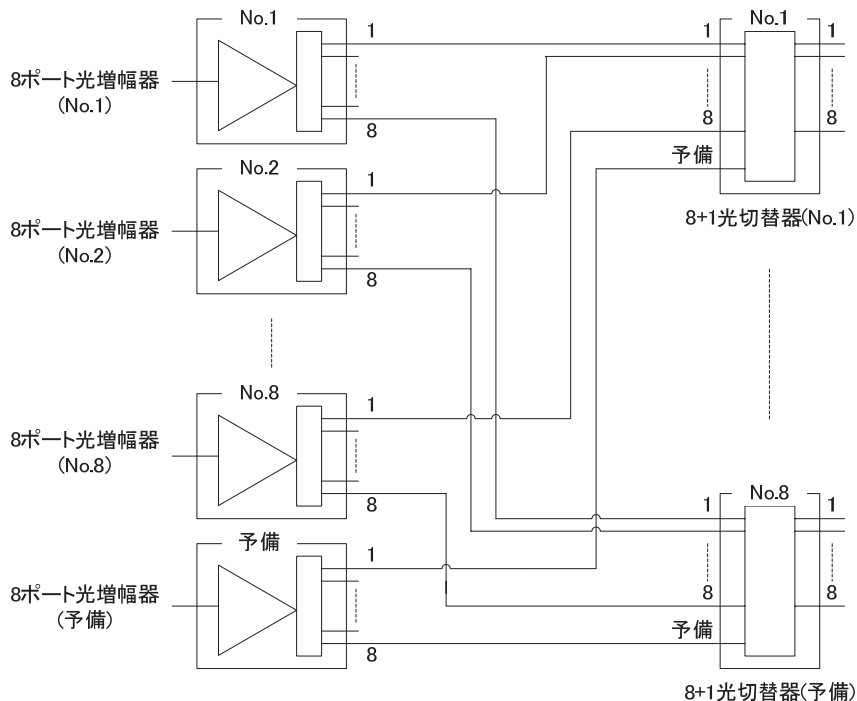 No.1
8ポート光増幅器
(No.1)
1
8
No.2
8ポート光増幅器
(No.2)
1
8
No.8
8ポート光増幅器
(No.8)
1
8
予備
8ポート光増幅器
(予備)
1
8
No.1
1
8
予備
1
8
8+1光切替器(No.1)
No.8
1
8
予備
1
8
8+1光切替器(予備)